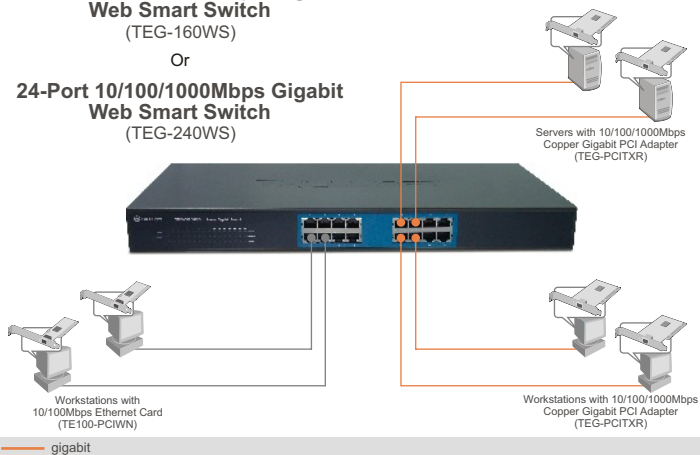 Web Smart Switch
(TEG-160WS)
Or
24-Port 10/100/1000Mbps Gigabit
Web Smart Switch
(TEG-240WS)
Servers with 10/100/1000Mbps
Copper Gigabit PCI Adapter
(TEG-PCITXR)
Workstations with
10/100Mbps Ethernet Card
(TE100-PCIWN)
Workstations with 10/100/1000Mbps
Copper Gigabit PCI Adapter
(TEG-PCITXR)
gigabit